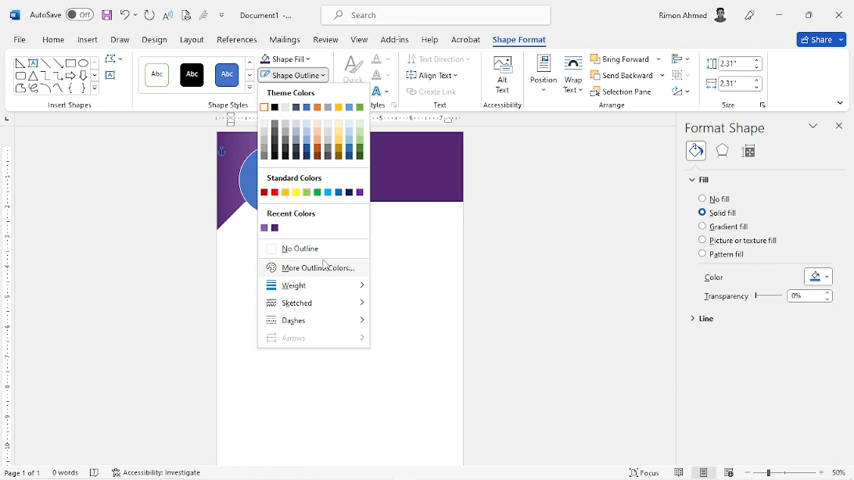 AutoSave Off Document1 -... Search Rimon Ahmed
File Home Insert Draw Design Layout References Mailings Review View Add-ins Help Acrobat Shape Format Share
Abc Abc Abc
Shape Fill
Shape Outline
Quick
Text Direction
Align Text
Create Link
Alt
Text
Position
Wrap
Text
Bring Forward
Send Backward
Selection Pane
2.31"
2.31"
Insert Shapes Shape Styles Text Accessibility Arrange Size
Theme Colors
Standard Colors
Recent Colors
No Outline
More Outline Colors...
Weight
Sketched
Dashes
Arrows
Format Shape
Fill
No fill
Solid fill
Gradient fill
Picture or texture fill
Pattern fill
Color
Transparency 0%
Line
Page 1 of 1 0 words Accessibility: Investigate Focus 50%